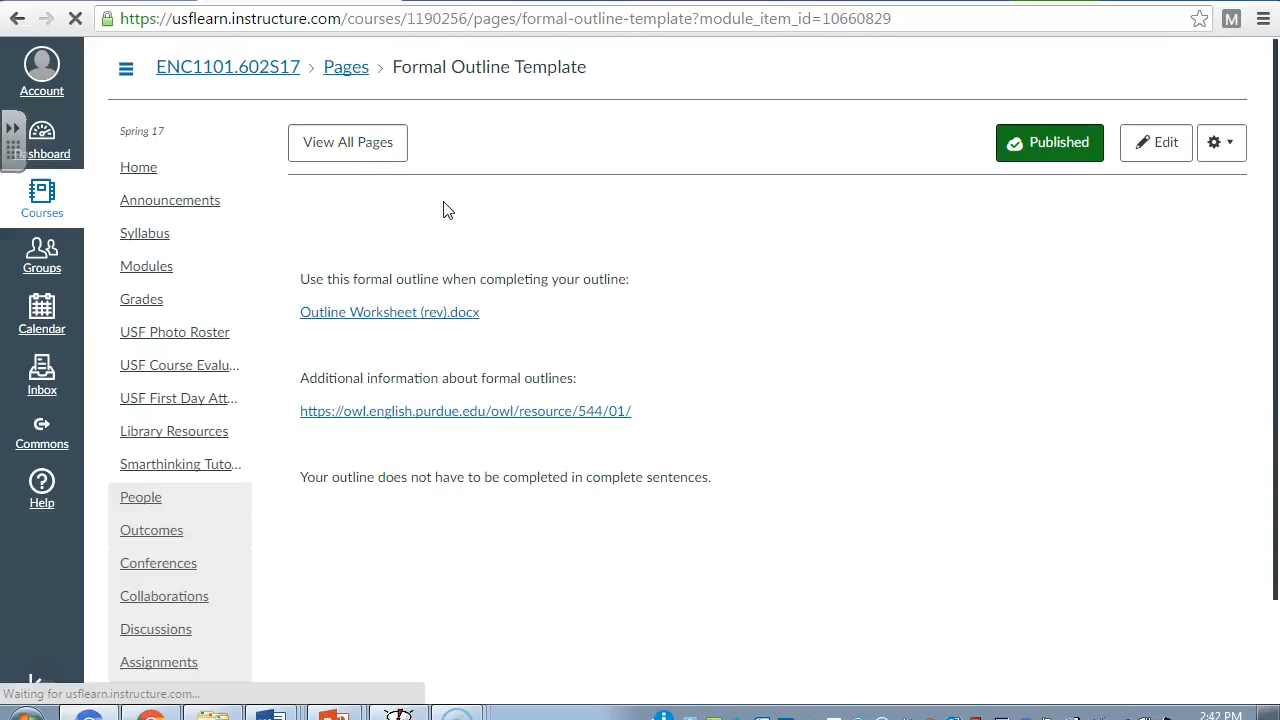 https://usflearn.instructure.com/courses/1190256/pages/formal-outline-template?module_item_id=10660829
M
Account
Dashboard
Courses
Groups
Calendar
Inbox
Commons
Help
ENC1101.602S17 > Pages > Formal Outline Template
Spring 17
Home
Announcements
Syllabus
Modules
Grades
USF Photo Roster
USF Course Evalu...
USF First Day Att...
Library Resources
Smarthinking Tuto...
People
Outcomes
Conferences
Collaborations
Discussions
Assignments
View All Pages
Published
Edit
Use this formal outline when completing your outline:
Outline Worksheet (rev).docx
Additional information about formal outlines:
https://owl.english.purdue.edu/owl/resource/544/01/
Your outline does not have to be completed in complete sentences.
Waiting for usflearn.instructure.com...
2:42 PM